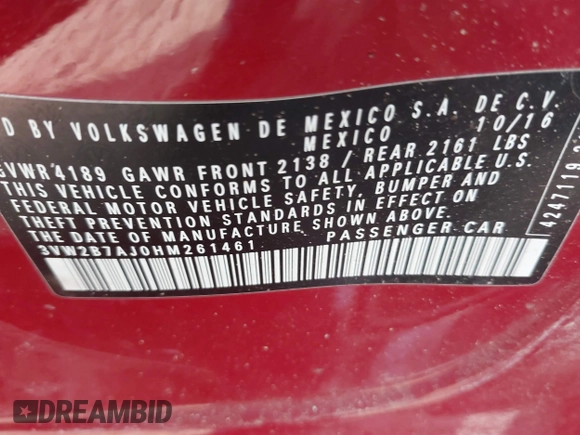 D BY VOLKSWAGEN DE MEXICO S.A. DE C.V.
MEXICO 10/16
GVWR 4189 GAWR FRONT 2138 / REAR 2161 LBS
THIS VEHICLE CONFORMS TO ALL APPLICABLE U.S.
FEDERAL MOTOR VEHICLE SAFETY, BUMPER AND
THEFT PREVENTION STANDARDS IN EFFECT ON
THE DATE OF MANUFACTURE SHOWN ABOVE.
3VW2B7AJ0HM261461 PASSENGER CAR
4247119
DREAMBID